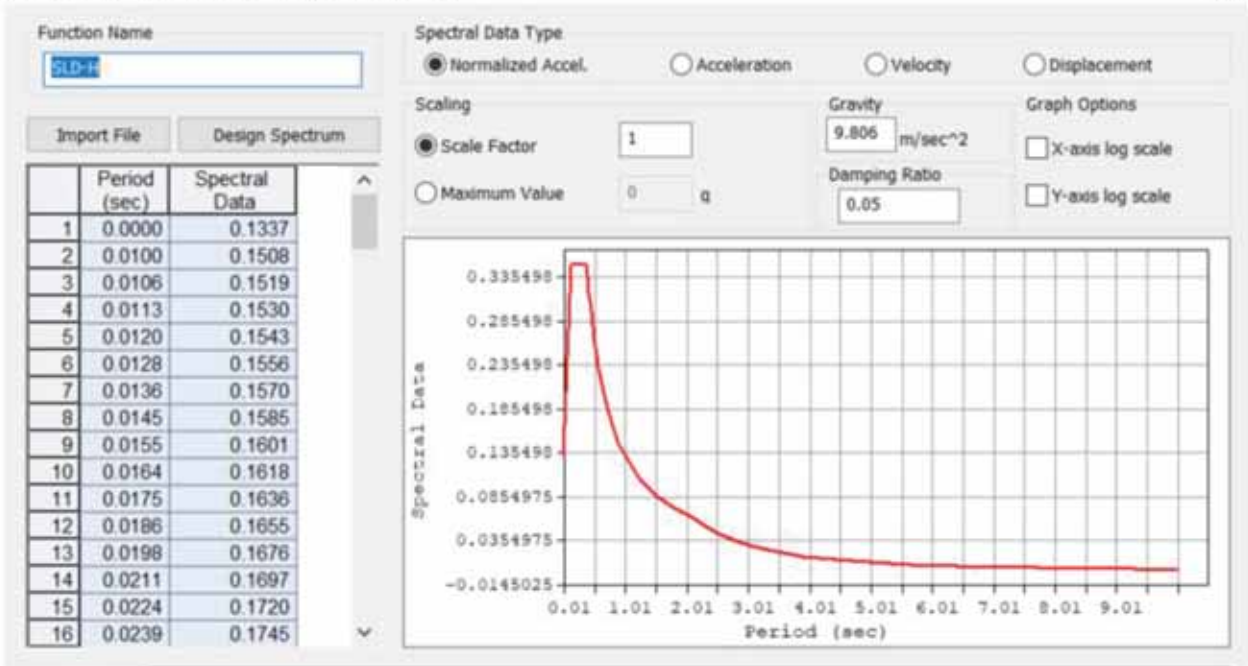 Function Name
SLD-H
Import File
Design Spectrum
Period (sec) Spectral Data
1 0.0000 0.1337
2 0.0100 0.1508
3 0.0106 0.1519
4 0.0113 0.1530
5 0.0120 0.1543
6 0.0128 0.1556
7 0.0136 0.1570
8 0.0145 0.1585
9 0.0155 0.1601
10 0.0164 0.1618
11 0.0175 0.1636
12 0.0186 0.1655
13 0.0198 0.1676
14 0.0211 0.1697
15 0.0224 0.1720
16 0.0239 0.1745
Spectral Data Type
Normalized Accel. Acceleration Velocity Displacement
Scaling
Scale Factor 1
Maximum Value 0 g
Gravity
9.806 m/sec^2
Damping Ratio
0.05
Graph Options
X-axis log scale
Y-axis log scale
Spectral Data
0.335498
0.285498
0.235498
0.185498
0.135498
0.0854975
0.0354975
-0.0145025
0.01 1.01 2.01 3.01 4.01 5.01 6.01 7.01 8.01 9.01
Period (sec)